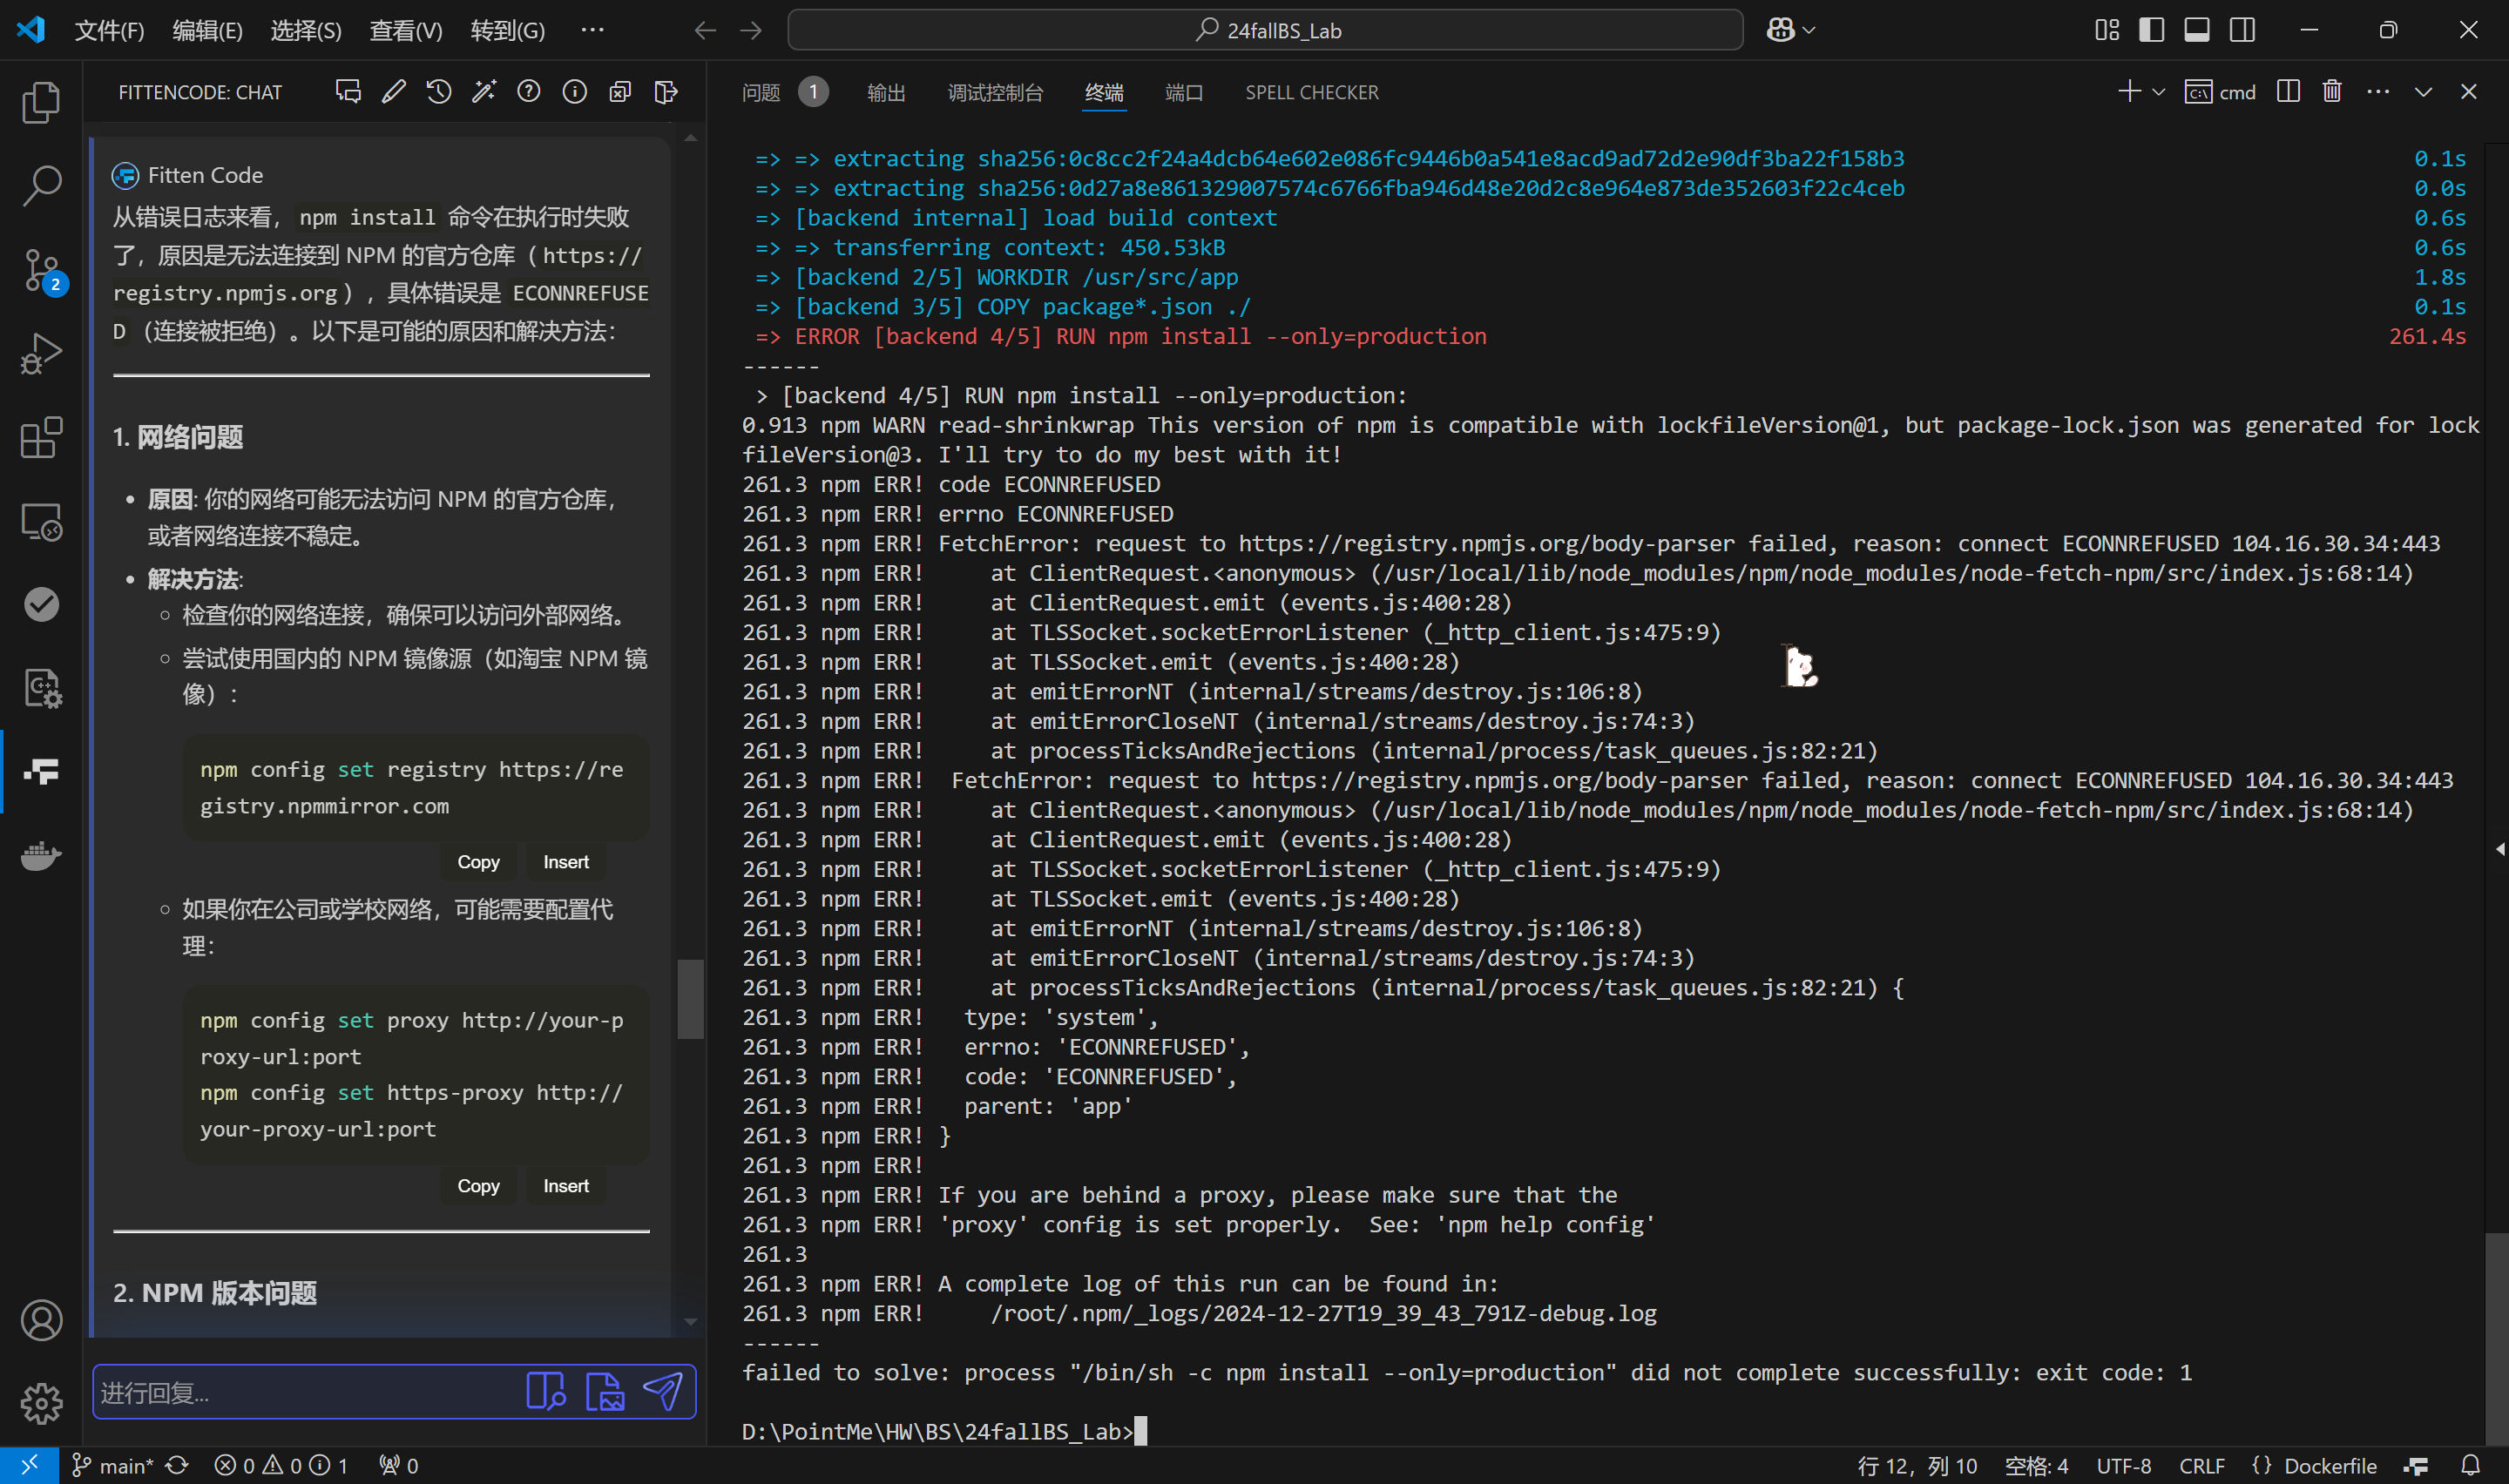 文件(F) 编辑(E) 选择(S) 查看(V) 转到(G) ···
24fallBS_Lab
FITTENCODE: CHAT
Fitten Code
从错误日志来看， npm install 命令在执行时失败
了，原因是无法连接到 NPM 的官方仓库（ https://
registry.npmjs.org ），具体错误是 ECONNREFUSE
D （连接被拒绝）。以下是可能的原因和解决方法：
1. 网络问题
• 原因: 你的网络可能无法访问 NPM 的官方仓库，
或者网络连接不稳定。
• 解决方法:
◦ 检查你的网络连接，确保可以访问外部网络。
◦ 尝试使用国内的 NPM 镜像源（如淘宝 NPM 镜
像）:
npm config set registry https://re
gistry.npmmirror.com
Copy Insert
◦ 如果你在公司或学校网络，可能需要配置代
理:
npm config set proxy http://your-p
roxy-url:port
npm config set https-proxy http://
your-proxy-url:port
Copy Insert
2. NPM 版本问题
进行回复...
问题 1 输出 调试控制台 终端 端口 SPELL CHECKER
cmd
=> => extracting sha256:0c8cc2f24a4dcb64e602e086fc9446b0a541e8acd9ad72d2e90df3ba22f158b3 0.1s
=> => extracting sha256:0d27a8e861329007574c6766fba946d48e20d2c8e964e873de352603f22c4ceb 0.0s
=> [backend internal] load build context 0.6s
=> => transferring context: 450.53kB 0.6s
=> [backend 2/5] WORKDIR /usr/src/app 1.8s
=> [backend 3/5] COPY package*.json ./ 0.1s
=> ERROR [backend 4/5] RUN npm install --only=production 261.4s
------
> [backend 4/5] RUN npm install --only=production:
0.913 npm WARN read-shrinkwrap This version of npm is compatible with lockfileVersion@1, but package-lock.json was generated for lock
fileVersion@3. I'll try to do my best with it!
261.3 npm ERR! code ECONNREFUSED
261.3 npm ERR! errno ECONNREFUSED
261.3 npm ERR! FetchError: request to https://registry.npmjs.org/body-parser failed, reason: connect ECONNREFUSED 104.16.30.34:443
261.3 npm ERR!     at ClientRequest.<anonymous> (/usr/local/lib/node_modules/npm/node_modules/node-fetch-npm/src/index.js:68:14)
261.3 npm ERR!     at ClientRequest.emit (events.js:400:28)
261.3 npm ERR!     at TLSSocket.socketErrorListener (_http_client.js:475:9)
261.3 npm ERR!     at TLSSocket.emit (events.js:400:28)
261.3 npm ERR!     at emitErrorNT (internal/streams/destroy.js:106:8)
261.3 npm ERR!     at emitErrorCloseNT (internal/streams/destroy.js:74:3)
261.3 npm ERR!     at processTicksAndRejections (internal/process/task_queues.js:82:21)
261.3 npm ERR!  FetchError: request to https://registry.npmjs.org/body-parser failed, reason: connect ECONNREFUSED 104.16.30.34:443
261.3 npm ERR!     at ClientRequest.<anonymous> (/usr/local/lib/node_modules/npm/node_modules/node-fetch-npm/src/index.js:68:14)
261.3 npm ERR!     at ClientRequest.emit (events.js:400:28)
261.3 npm ERR!     at TLSSocket.socketErrorListener (_http_client.js:475:9)
261.3 npm ERR!     at TLSSocket.emit (events.js:400:28)
261.3 npm ERR!     at emitErrorNT (internal/streams/destroy.js:106:8)
261.3 npm ERR!     at emitErrorCloseNT (internal/streams/destroy.js:74:3)
261.3 npm ERR!     at processTicksAndRejections (internal/process/task_queues.js:82:21) {
261.3 npm ERR!   type: 'system',
261.3 npm ERR!   errno: 'ECONNREFUSED',
261.3 npm ERR!   code: 'ECONNREFUSED',
261.3 npm ERR!   parent: 'app'
261.3 npm ERR! }
261.3 npm ERR!
261.3 npm ERR! If you are behind a proxy, please make sure that the
261.3 npm ERR! 'proxy' config is set properly.  See: 'npm help config'
261.3
261.3 npm ERR! A complete log of this run can be found in:
261.3 npm ERR!     /root/.npm/_logs/2024-12-27T19_39_43_791Z-debug.log
------
failed to solve: process "/bin/sh -c npm install --only=production" did not complete successfully: exit code: 1
D:\PointMe\HW\BS\24fallBS_Lab>
2
main* 0 0 1 0 行 12，列 10 空格: 4 UTF-8 CRLF {} Dockerfile